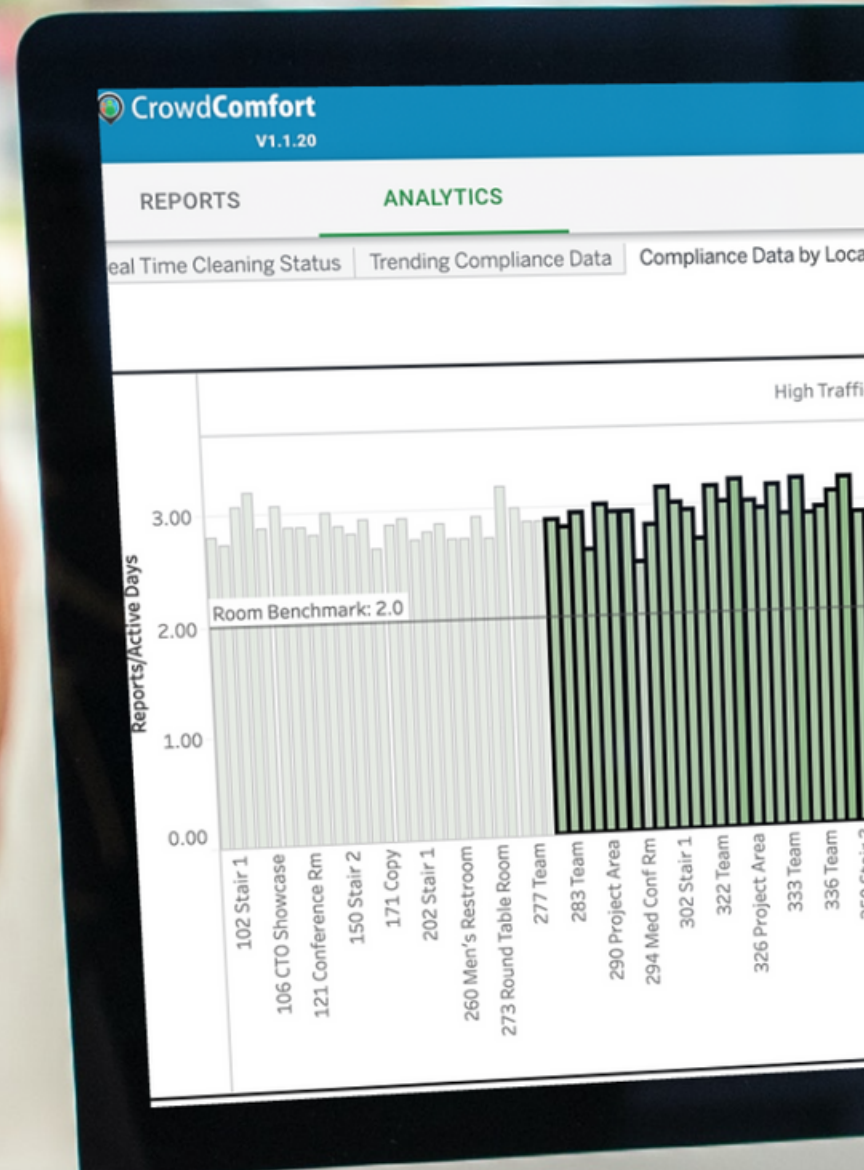 CrowdComfort
V1.1.20
REPORTS ANALYTICS
eal Time Cleaning Status Trending Compliance Data Compliance Data by Loca
High Traffi
Reports/Active Days
3.00
Room Benchmark: 2.0
2.00
1.00
0.00
102 Stair 1
106 CTO Showcase
121 Conference Rm
150 Stair 2
171 Copy
202 Stair 1
260 Men's Restroom
273 Round Table Room
277 Team
283 Team
290 Project Area
294 Med Conf Rm
302 Stair 1
322 Team
326 Project Area
333 Team
336 Team